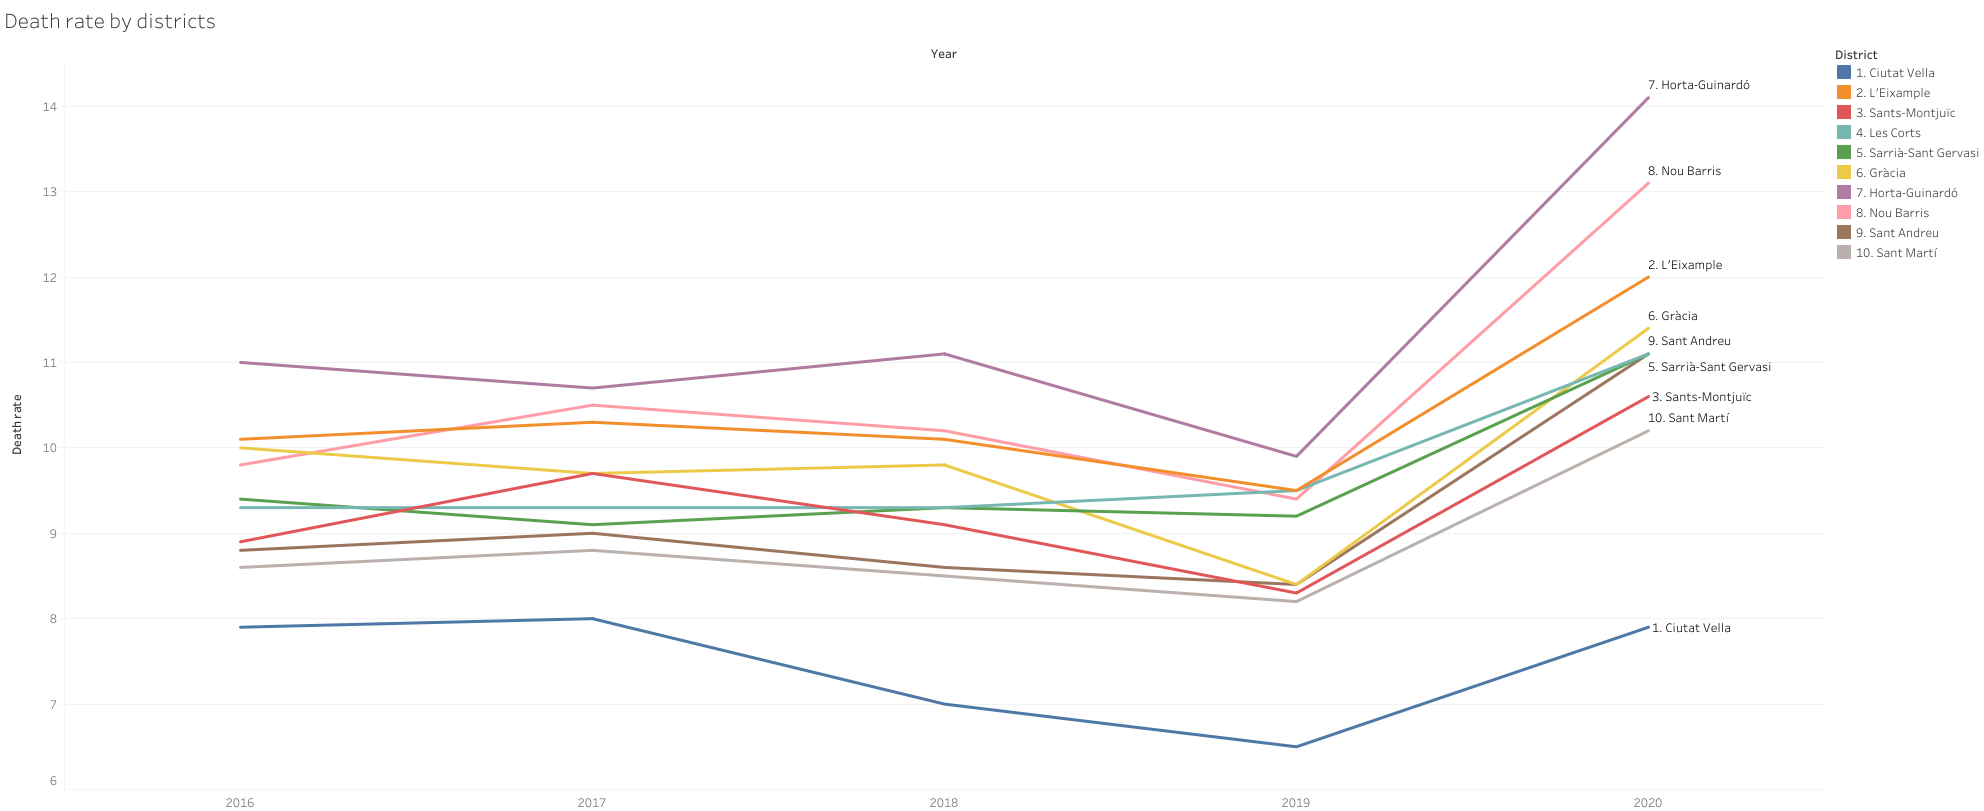 Death rate by districts
Year
District
1. Ciutat Vella
2. L'Eixample
3. Sants-Montjuïc
4. Les Corts
5. Sarrià-Sant Gervasi
6. Gràcia
7. Horta-Guinardó
8. Nou Barris
9. Sant Andreu
10. Sant Martí
Death rate
14
13
12
11
10
9
8
7
6
7. Horta-Guinardó
8. Nou Barris
2. L'Eixample
6. Gràcia
9. Sant Andreu
5. Sarrià-Sant Gervasi
3. Sants-Montjuïc
10. Sant Martí
1. Ciutat Vella
2016
2017
2018
2019
2020